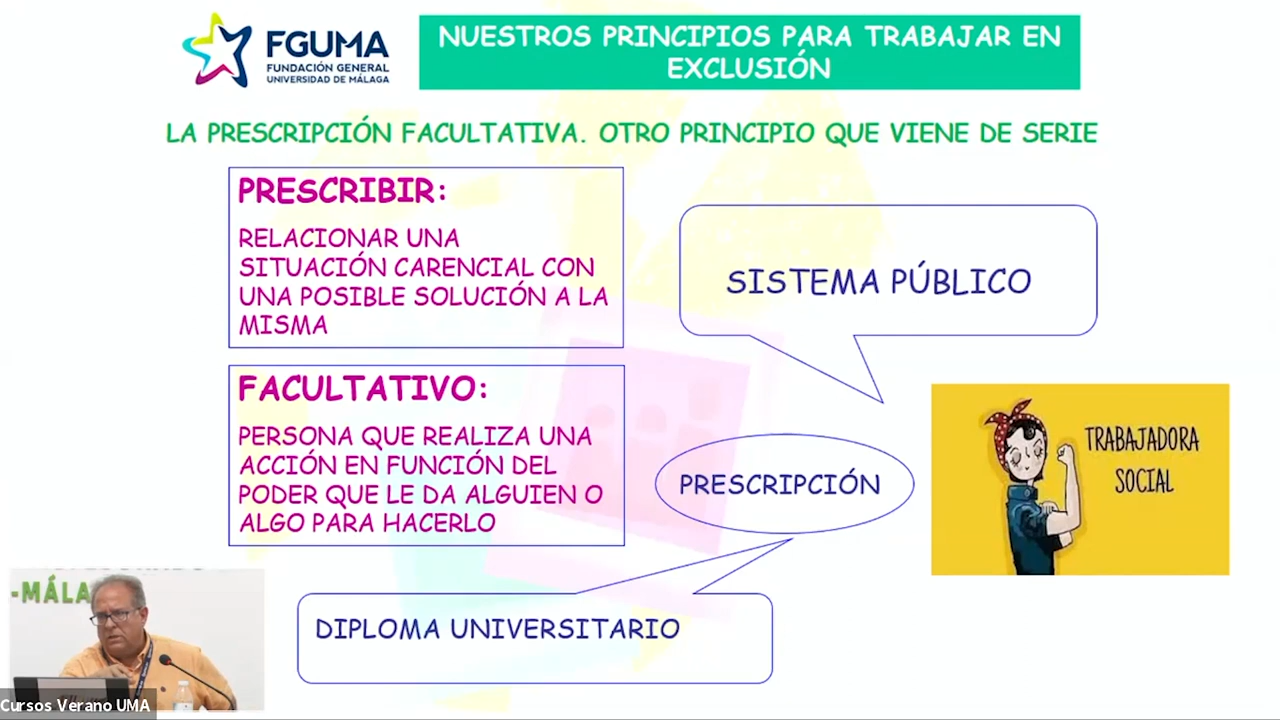 FGUMA
FUNDACIÓN GENERAL
UNIVERSIDAD DE MÁLAGA
NUESTROS PRINCIPIOS PARA TRABAJAR EN
EXCLUSIÓN
LA PRESCRIPCIÓN FACULTATIVA. OTRO PRINCIPIO QUE VIENE DE SERIE
PRESCRIBIR:
RELACIONAR UNA
SITUACIÓN CARENCIAL CON
UNA POSIBLE SOLUCIÓN A LA
MISMA
SISTEMA PÚBLICO
FACULTATIVO:
PERSONA QUE REALIZA UNA
ACCIÓN EN FUNCIÓN DEL
PODER QUE LE DA ALGUIEN O
ALGO PARA HACERLO
PRESCRIPCIÓN
TRABAJADORA
SOCIAL
DIPLOMA UNIVERSITARIO
-MÁLA
Cursos Verano UMA